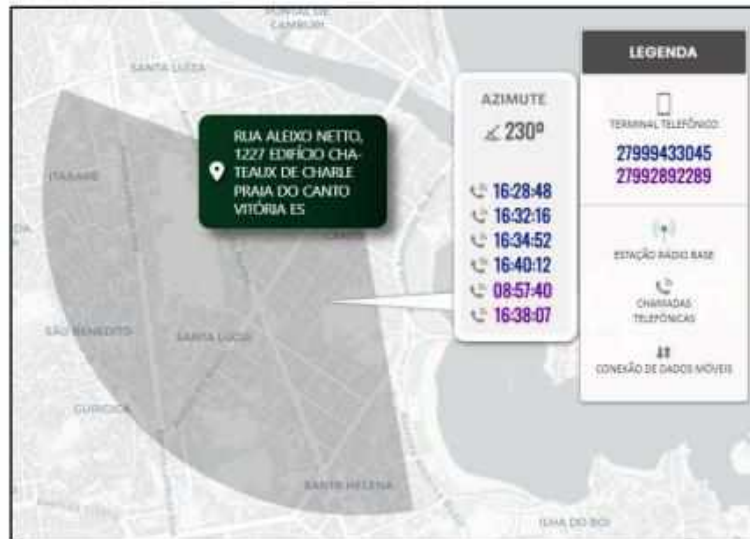 PONTAL DE
CAMBURI
SANTA LUÍZA
RUA ALEIXO NETTO,
1227 EDIFÍCIO CHA-
TEAUX DE CHARLE
PRAIA DO CANTO
VITÓRIA ES
ITARARÉ
SÃO BENEDITO
SANTA LÚCIA
GURIGICA
SANTA HELENA
ILHA DO BOI
AZIMUTE
230º
16:28:48
16:32:16
16:34:52
16:40:12
08:57:40
16:38:07
LEGENDA
TERMINAL TELEFÔNICO
27999433045
27992892289
ESTAÇÃO RÁDIO BASE
CHAMADAS
TELEFÔNICAS
CONEXÃO DE DADOS MÓVEIS